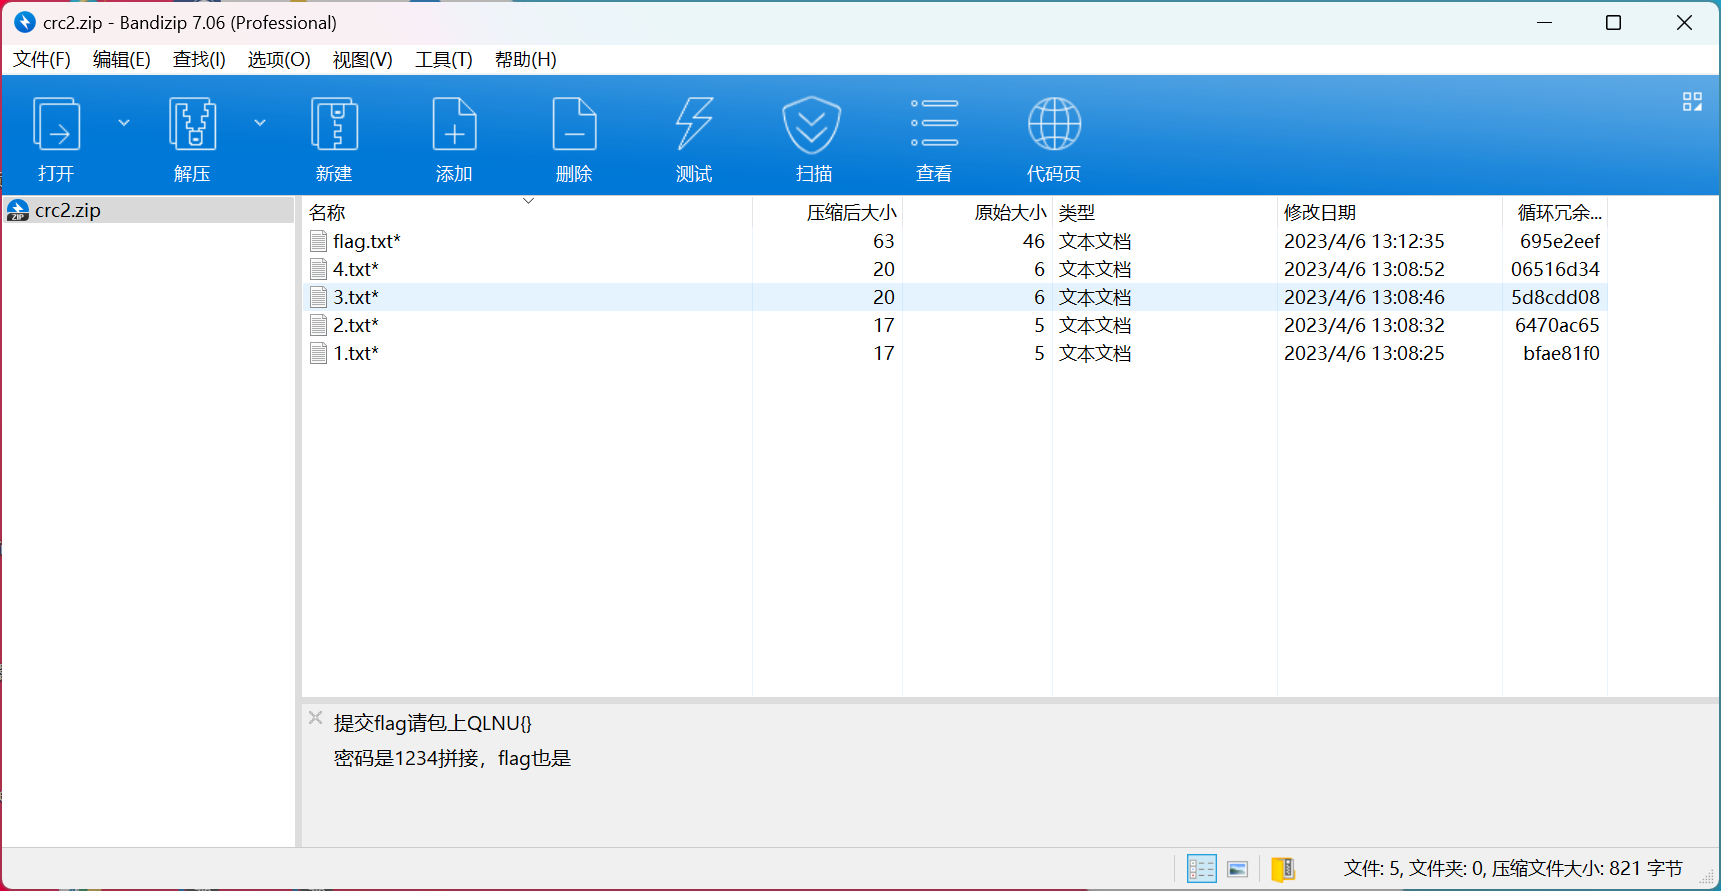 crc2.zip - Bandizip 7.06 (Professional)
文件(F) 编辑(E) 查找(I) 选项(O) 视图(V) 工具(T) 帮助(H)
打开 解压 新建 添加 删除 测试 扫描 查看 代码页
crc2.zip
名称 压缩后大小 原始大小 类型 修改日期 循环冗余...
flag.txt* 63 46 文本文档 2023/4/6 13:12:35 695e2eef
4.txt* 20 6 文本文档 2023/4/6 13:08:52 06516d34
3.txt* 20 6 文本文档 2023/4/6 13:08:46 5d8cdd08
2.txt* 17 5 文本文档 2023/4/6 13:08:32 6470ac65
1.txt* 17 5 文本文档 2023/4/6 13:08:25 bfae81f0
提交flag请包上QLNU{}
密码是1234拼接，flag也是
文件: 5, 文件夹: 0, 压缩文件大小: 821 字节